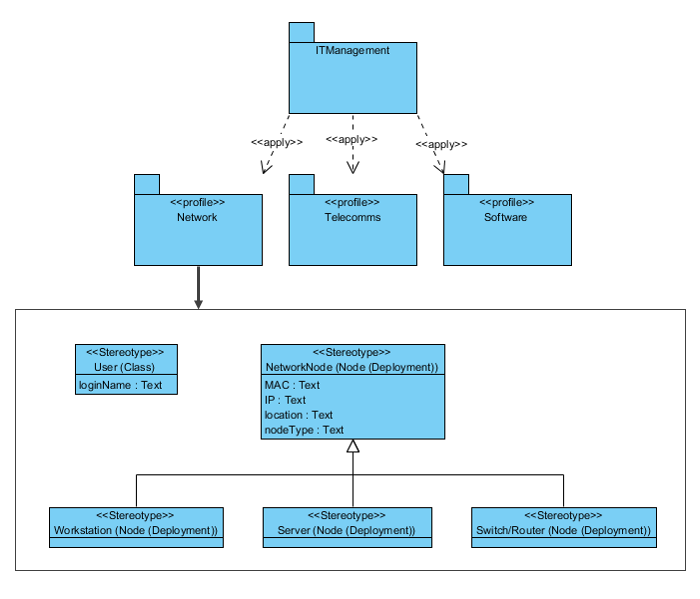 ITManagement
<<apply>>
<<apply>>
<<apply>>
<<profile>>
Network
<<profile>>
Telecomms
<<profile>>
Software
<<Stereotype>>
User (Class)
loginName : Text
<<Stereotype>>
NetworkNode (Node (Deployment))
MAC : Text
IP : Text
location : Text
nodeType : Text
<<Stereotype>>
Workstation (Node (Deployment))
<<Stereotype>>
Server (Node (Deployment))
<<Stereotype>>
Switch/Router (Node (Deployment))